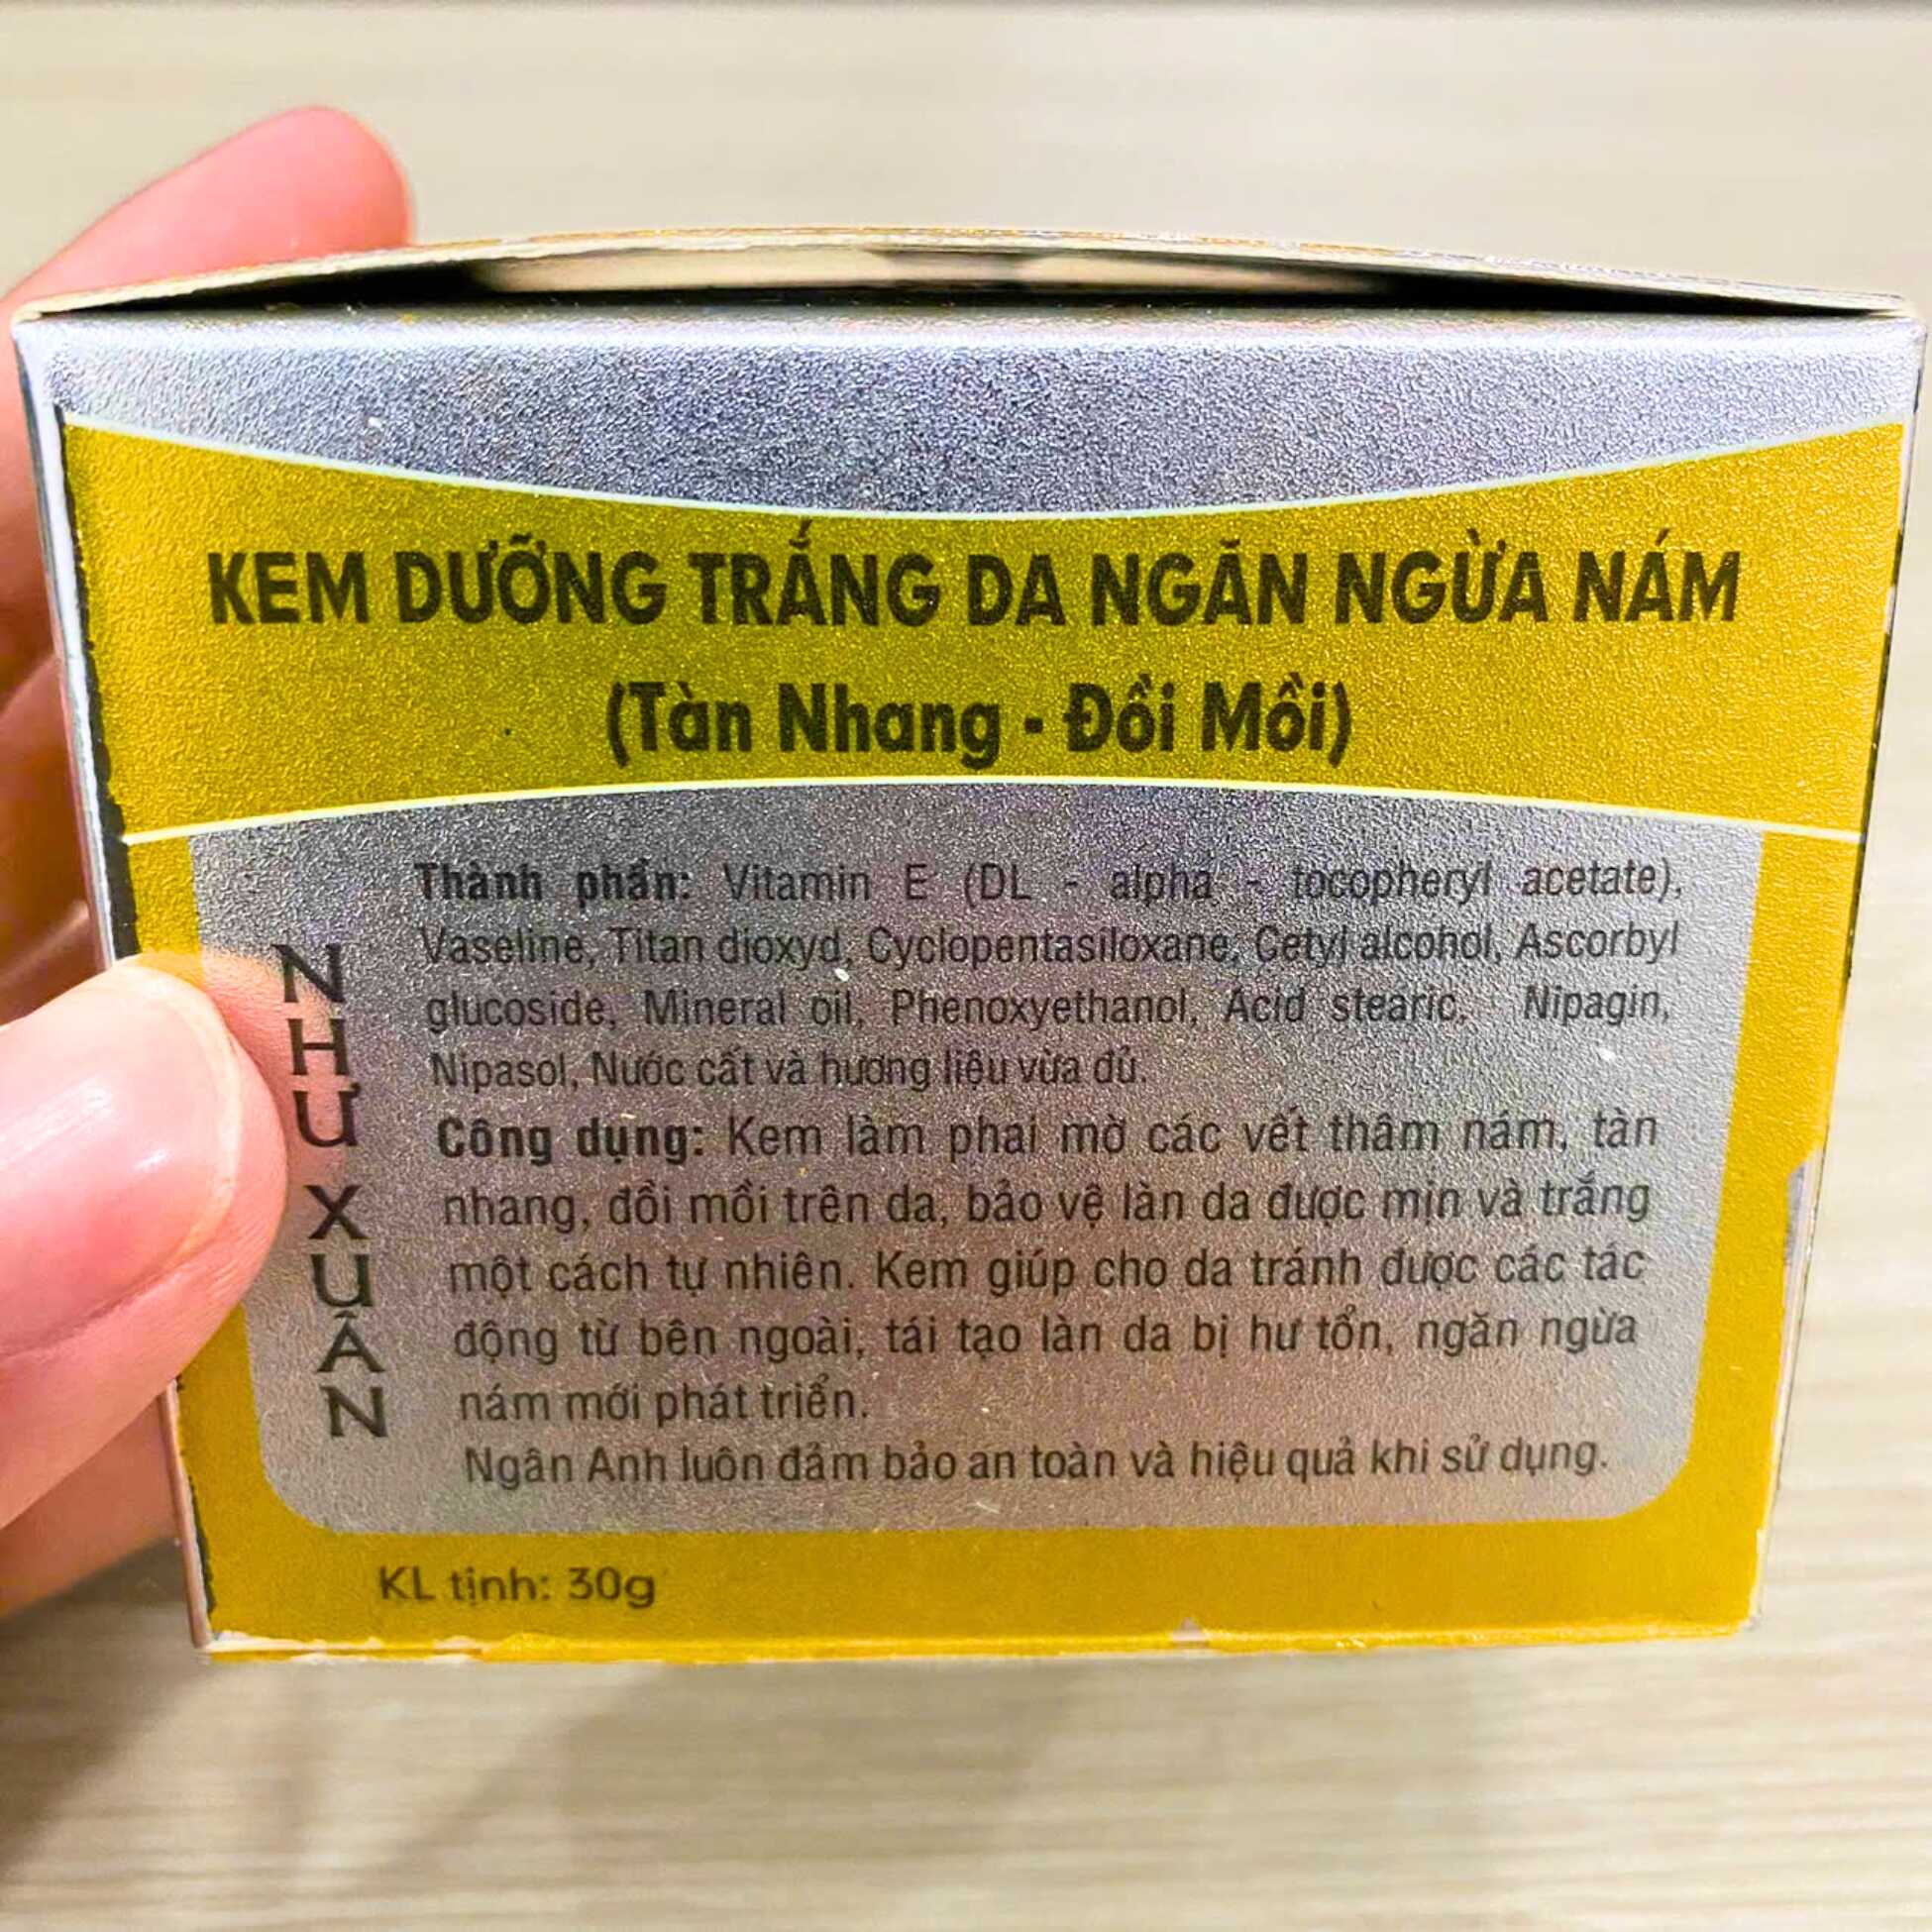 KEM DƯỠNG TRẮNG DA NGĂN NGỪA NÁM
(Tàn Nhang - Đồi Mồi)
NHƯ XUÂN
Thành phần: Vitamin E (DL - alpha - tocopheryl acetate),
Vaseline, Titan dioxyd, Cyclopentasiloxane, Cetyl alcohol, Ascorbyl
glucoside, Mineral oil, Phenoxyethanol, Acid stearic, Nipagin,
Nipasol, Nước cất và hương liệu vừa đủ.
Công dụng: Kem làm phai mờ các vết thâm nám, tàn
nhang, đồi mồi trên da, bảo vệ làn da được mịn và trắng
một cách tự nhiên. Kem giúp cho da tránh được các tác
động từ bên ngoài, tái tạo làn da bị hư tổn, ngăn ngừa
nám mới phát triển.
Ngân Anh luôn đảm bảo an toàn và hiệu quả khi sử dụng.
KL tịnh: 30g